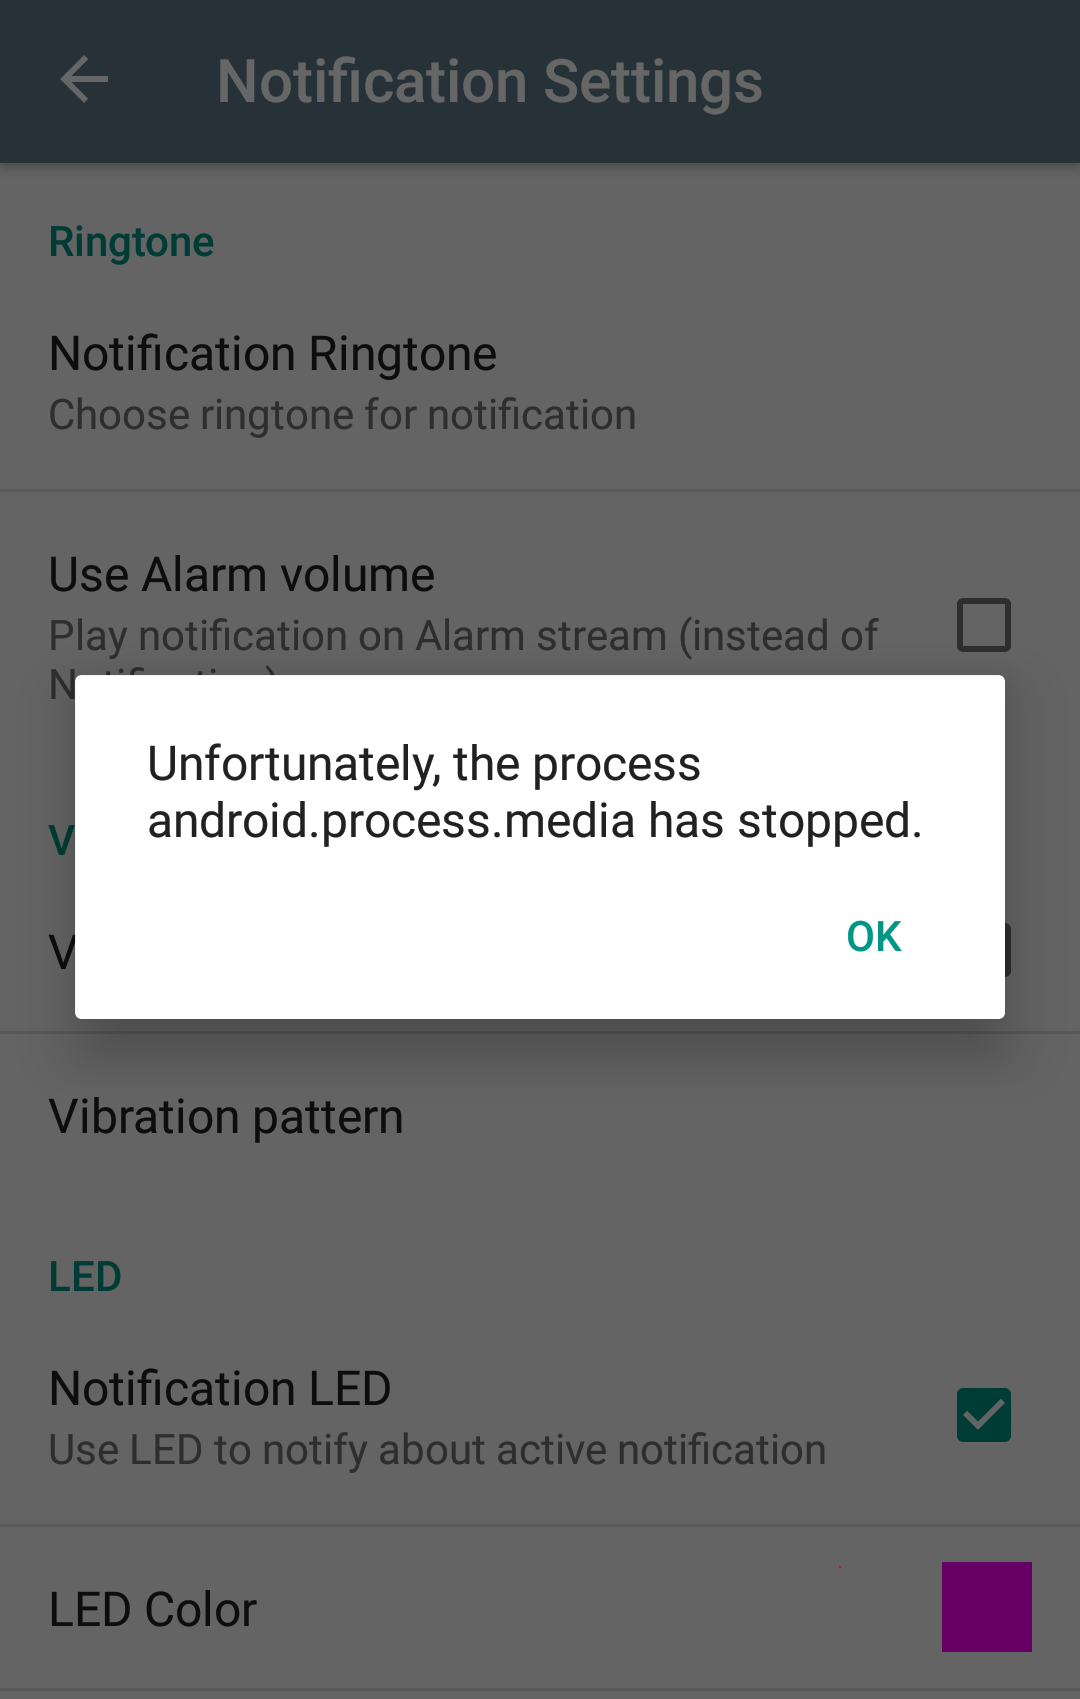 Notification Settings
Ringtone
Notification Ringtone
Choose ringtone for notification
Use Alarm volume
Play notification on Alarm stream (instead of
Unfortunately, the process
android.process.media has stopped.
OK
Vibration pattern
LED
Notification LED
Use LED to notify about active notification
LED Color